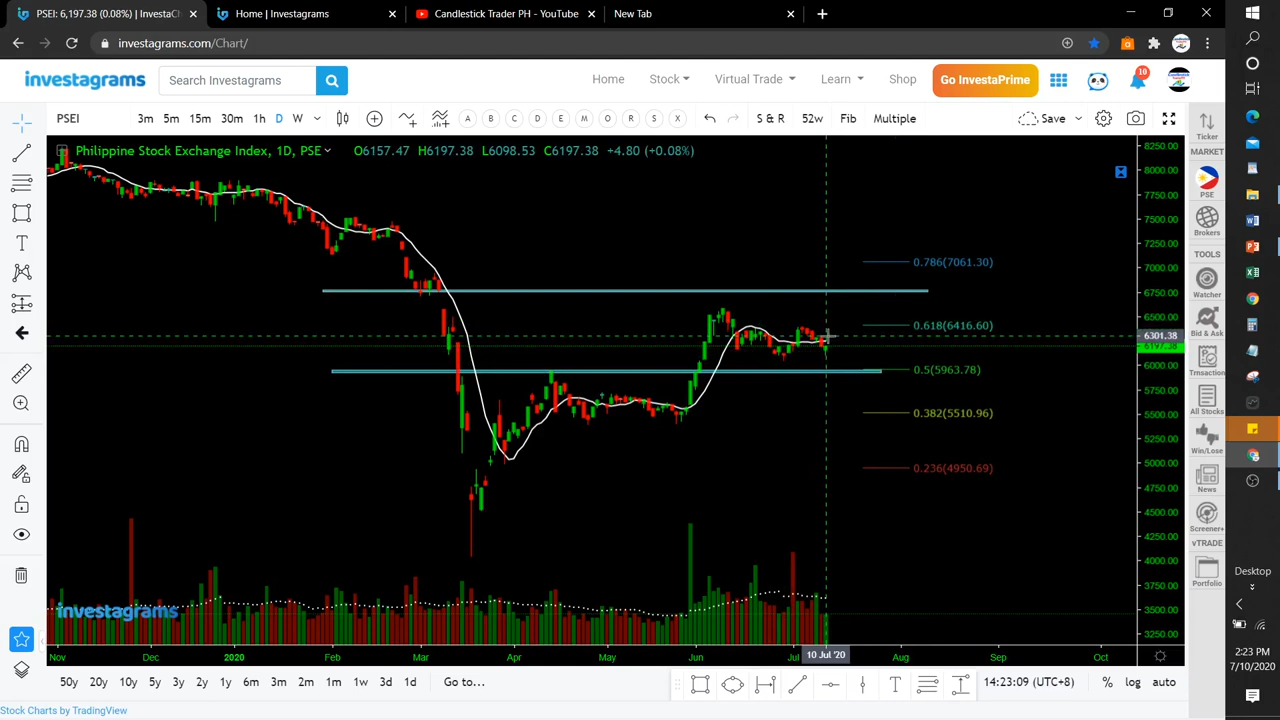 PSEI: 6,197.38 (0.08%) | InvestaCha
Home | Investagrams
Candlestick Trader PH - YouTube
New Tab
investagrams.com/Chart/
investagrams
Search Investagrams
Home
Stock
Virtual Trade
Learn
Shop
Go InvestaPrime
10
PSEI
3m
5m
15m
30m
1h
D
W
A
B
C
D
E
M
O
R
S
X
S & R
52w
Fib
Multiple
Save
Philippine Stock Exchange Index, 1D, PSE
O6157.47 H6197.38 L6098.53 C6197.38 +4.80 (+0.08%)
0.786(7061.30)
0.618(6416.60)
0.5(5963.78)
0.382(5510.96)
0.236(4950.69)
8250.00
8000.00
7750.00
7500.00
7250.00
7000.00
6750.00
6500.00
6301.38
6197.38
6000.00
5750.00
5500.00
5250.00
5000.00
4750.00
4500.00
4250.00
4000.00
3750.00
3500.00
3250.00
investagrams
Nov
Dec
2020
Feb
Mar
Apr
May
Jun
Jul
10 Jul '20
Aug
Sep
Oct
50y
20y
10y
5y
3y
2y
1y
6m
3m
2m
1m
1w
3d
1d
Go to...
T
14:23:09 (UTC+8)
%
log
auto
Stock Charts by TradingView
Ticker
MARKET
PSE
Brokers
TOOLS
Watcher
Bid & Ask
Trnsaction
All Stocks
Win/Lose
News
Screener+
vTRADE
Portfolio
Desktop
2:23 PM
7/10/2020